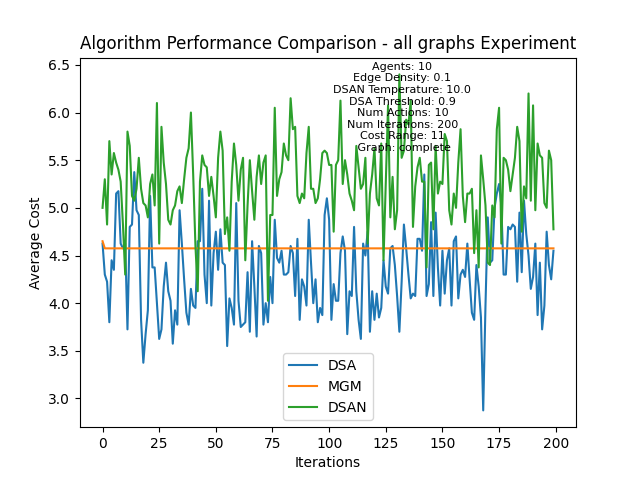 Algorithm Performance Comparison - all graphs Experiment
Agents: 10
Edge Density: 0.1
DSAN Temperature: 10.0
DSA Threshold: 0.9
Num Actions: 10
Num Iterations: 200
Cost Range: 11
Graph: complete
Average Cost
6.5
6.0
5.5
5.0
4.5
4.0
3.5
3.0
DSA
MGM
DSAN
0 25 50 75 100 125 150 175 200
Iterations